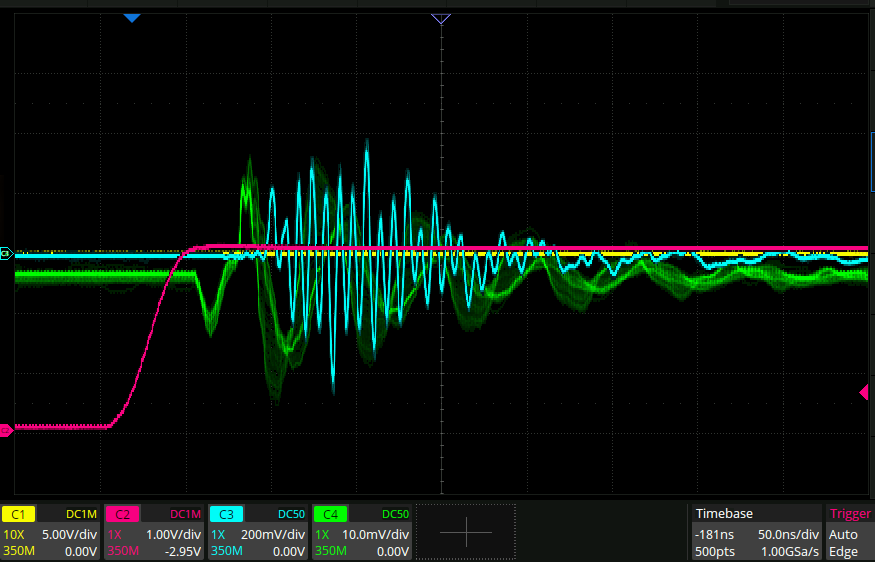 C1 DC1M
10X 5.00V/div
350M 0.00V
C2 DC1M
1X 1.00V/div
350M -2.95V
C3 DC50
1X 200mV/div
350M 0.00V
C4 DC50
1X 10.0mV/div
350M 0.00V
Timebase
-181ns 50.0ns/div
500pts 1.00GSa/s
Trigger
Auto
Edge